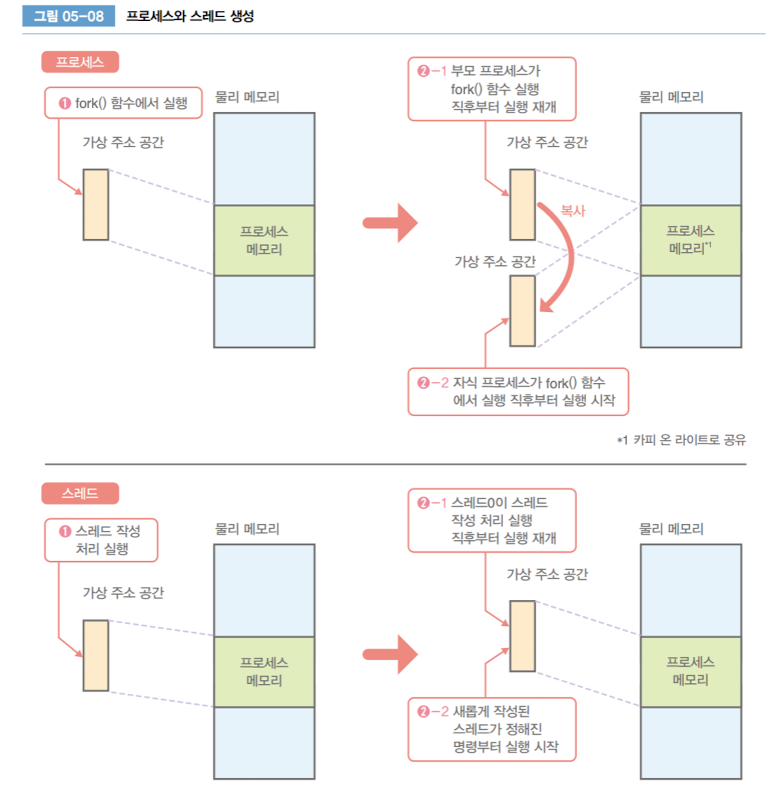 그림 05-08 프로세스와 스레드 생성
프로세스
❶ fork() 함수에서 실행
물리 메모리
가상 주소 공간
프로세스
메모리
❷-1 부모 프로세스가
fork() 함수 실행
직후부터 실행 재개
물리 메모리
가상 주소 공간
복사
프로세스
메모리*1
가상 주소 공간
❷-2 자식 프로세스가 fork() 함수
에서 실행 직후부터 실행 시작
*1 카피 온 라이트로 공유
스레드
❶ 스레드 작성
처리 실행
물리 메모리
가상 주소 공간
프로세스
메모리
❷-1 스레드0이 스레드
작성 처리 실행
직후부터 실행 재개
물리 메모리
가상 주소 공간
프로세스
메모리
❷-2 새롭게 작성된
스레드가 정해진
명령부터 실행 시작